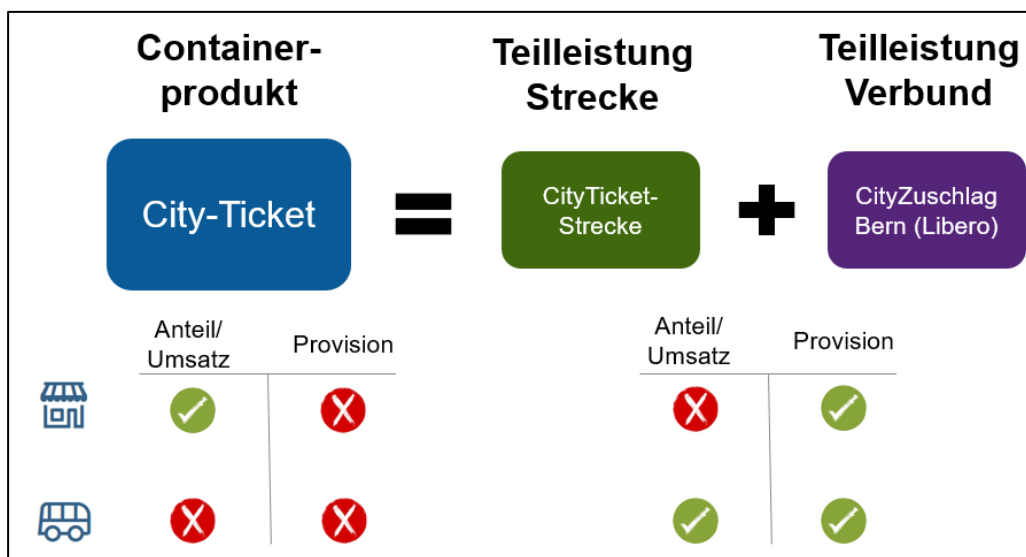 Container-
produkt
Teilleistung
Strecke
Teilleistung
Verbund
City-Ticket
CityTicket-
Strecke
CityZuschlag
Bern (Libero)
Anteil/
Umsatz
Provision
Anteil/
Umsatz
Provision